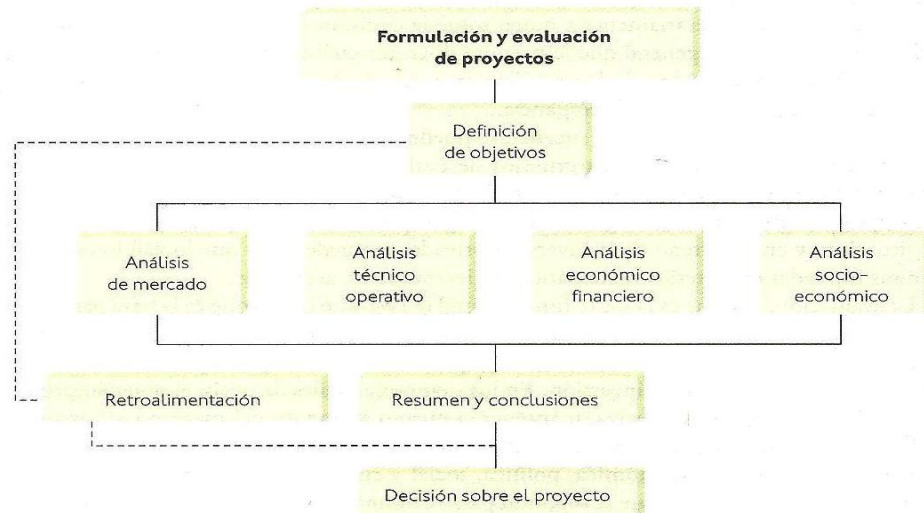 Formulación y evaluación
de proyectos
Definición
de objetivos
Análisis
de mercado
Análisis
técnico
operativo
Análisis
económico
financiero
Análisis
socio-
económico
Retroalimentación
Resumen y conclusiones
Decisión sobre el proyecto